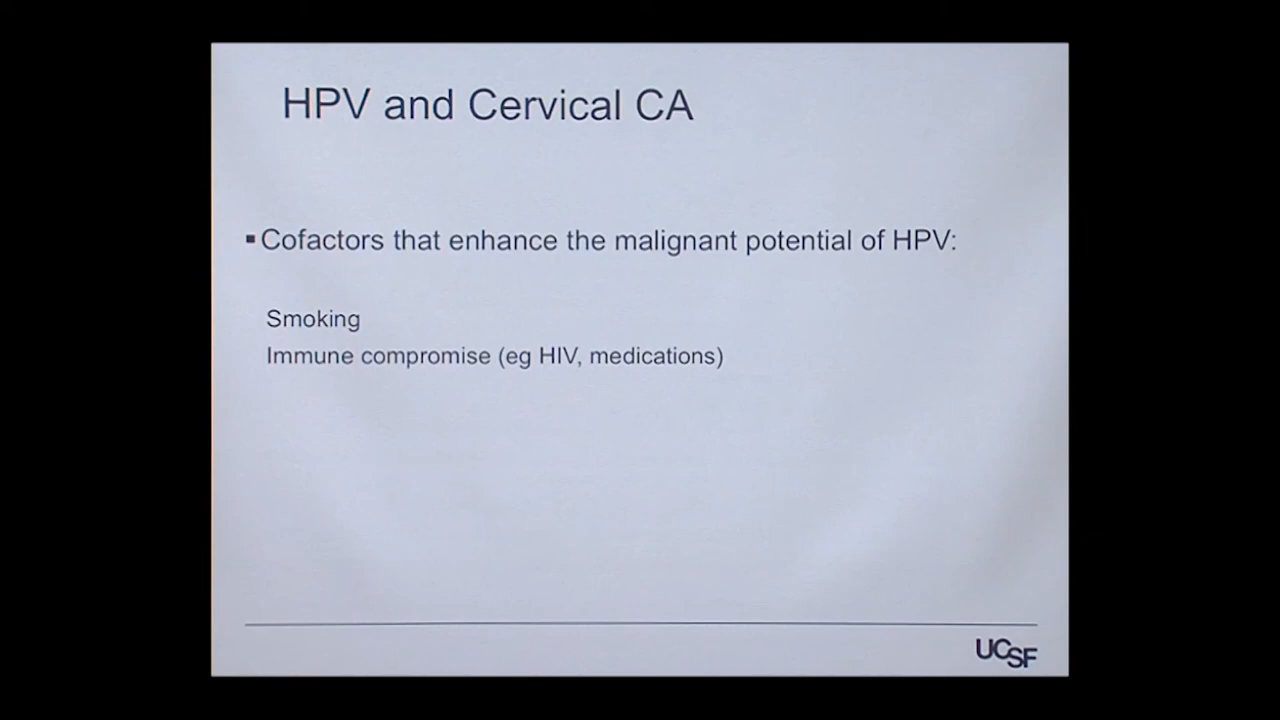 HPV and Cervical CA
▪ Cofactors that enhance the malignant potential of HPV:
Smoking
Immune compromise (eg HIV, medications)
UCSF